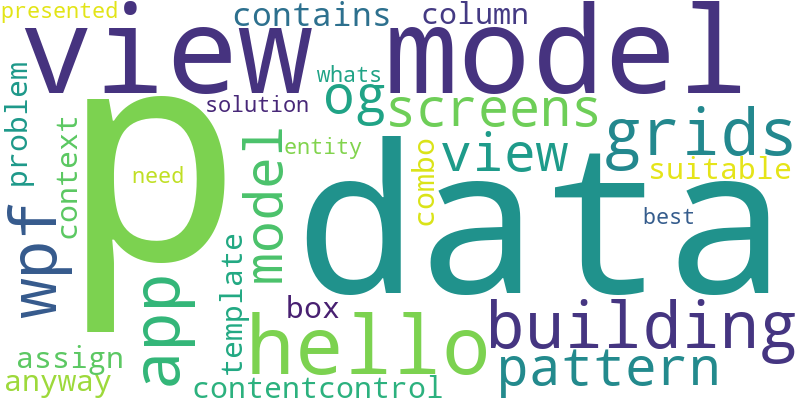 presented
contains
column
view model
whats
og
screens
solution
problem
context
p
need
entity
model
view
grids
combo
suitable
data
best
wpf
app
template
box
hello
building
pattern
assign
anyway
contentcontrol